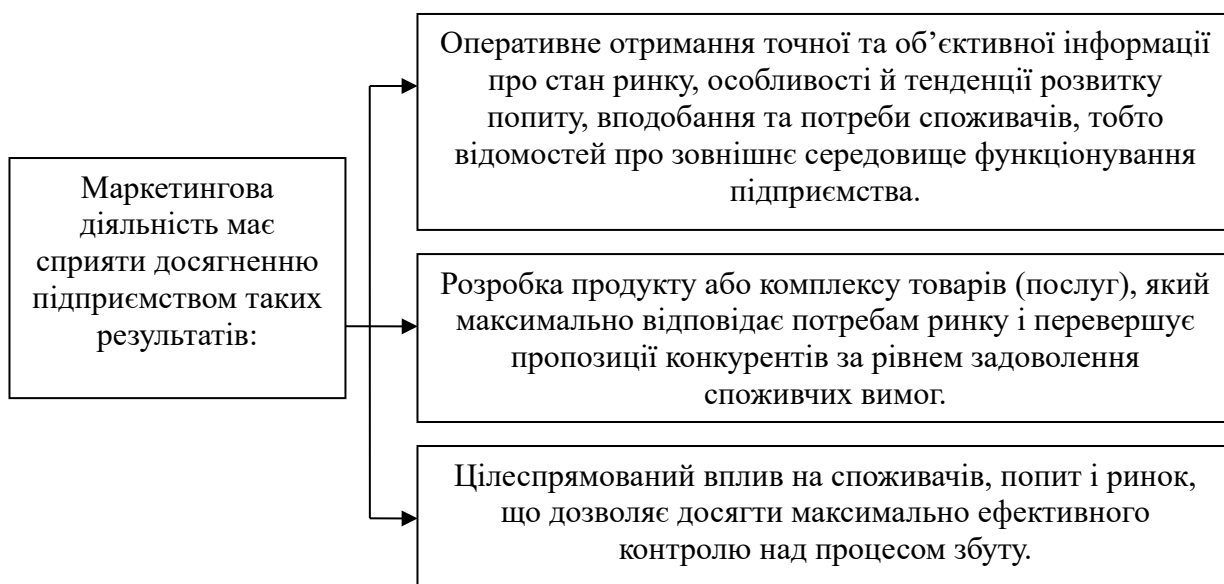 Маркетингова
діяльність має
сприяти досягненню
підприємством таких
результатів:
Оперативне отримання точної та об’єктивної інформації
про стан ринку, особливості й тенденції розвитку
попиту, вподобання та потреби споживачів, тобто
відомостей про зовнішнє середовище функціонування
підприємства.
Розробка продукту або комплексу товарів (послуг), який
максимально відповідає потребам ринку і перевершує
пропозиції конкурентів за рівнем задоволення
споживчих вимог.
Цілеспрямований вплив на споживачів, попит і ринок,
що дозволяє досягти максимально ефективного
контролю над процесом збуту.